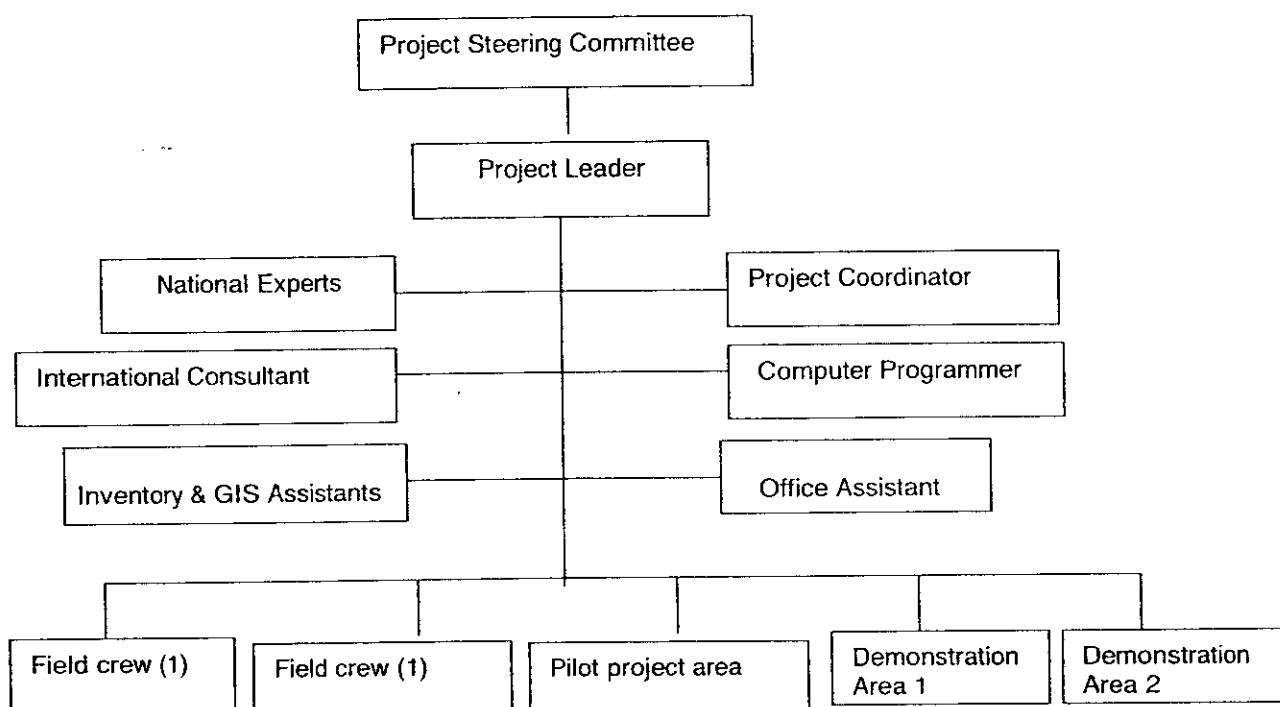 Project Steering Committee
Project Leader
National Experts
Project Coordinator
International Consultant
Computer Programmer
Inventory & GIS Assistants
Office Assistant
Field crew (1)
Field crew (1)
Pilot project area
Demonstration
Area 1
Demonstration
Area 2